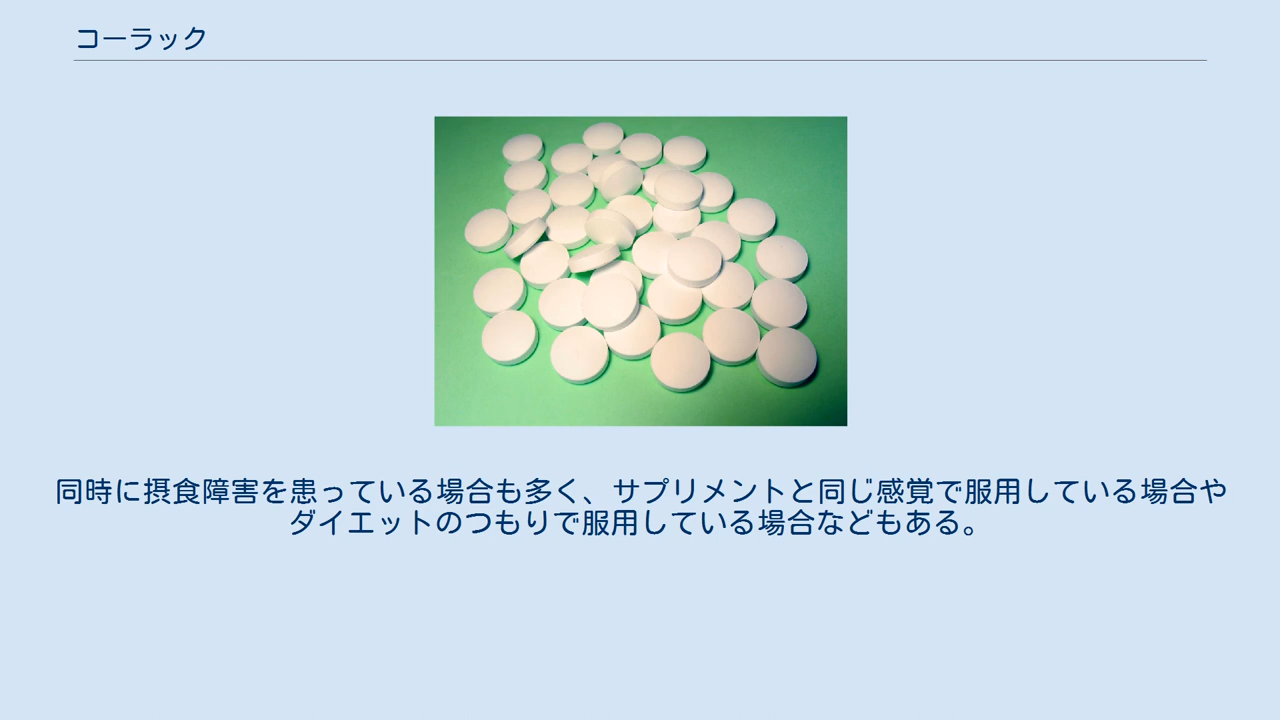 コーラック
同時に摂食障害を患っている場合も多く、サプリメントと同じ感覚で服用している場合や
ダイエットのつもりで服用している場合などもある。